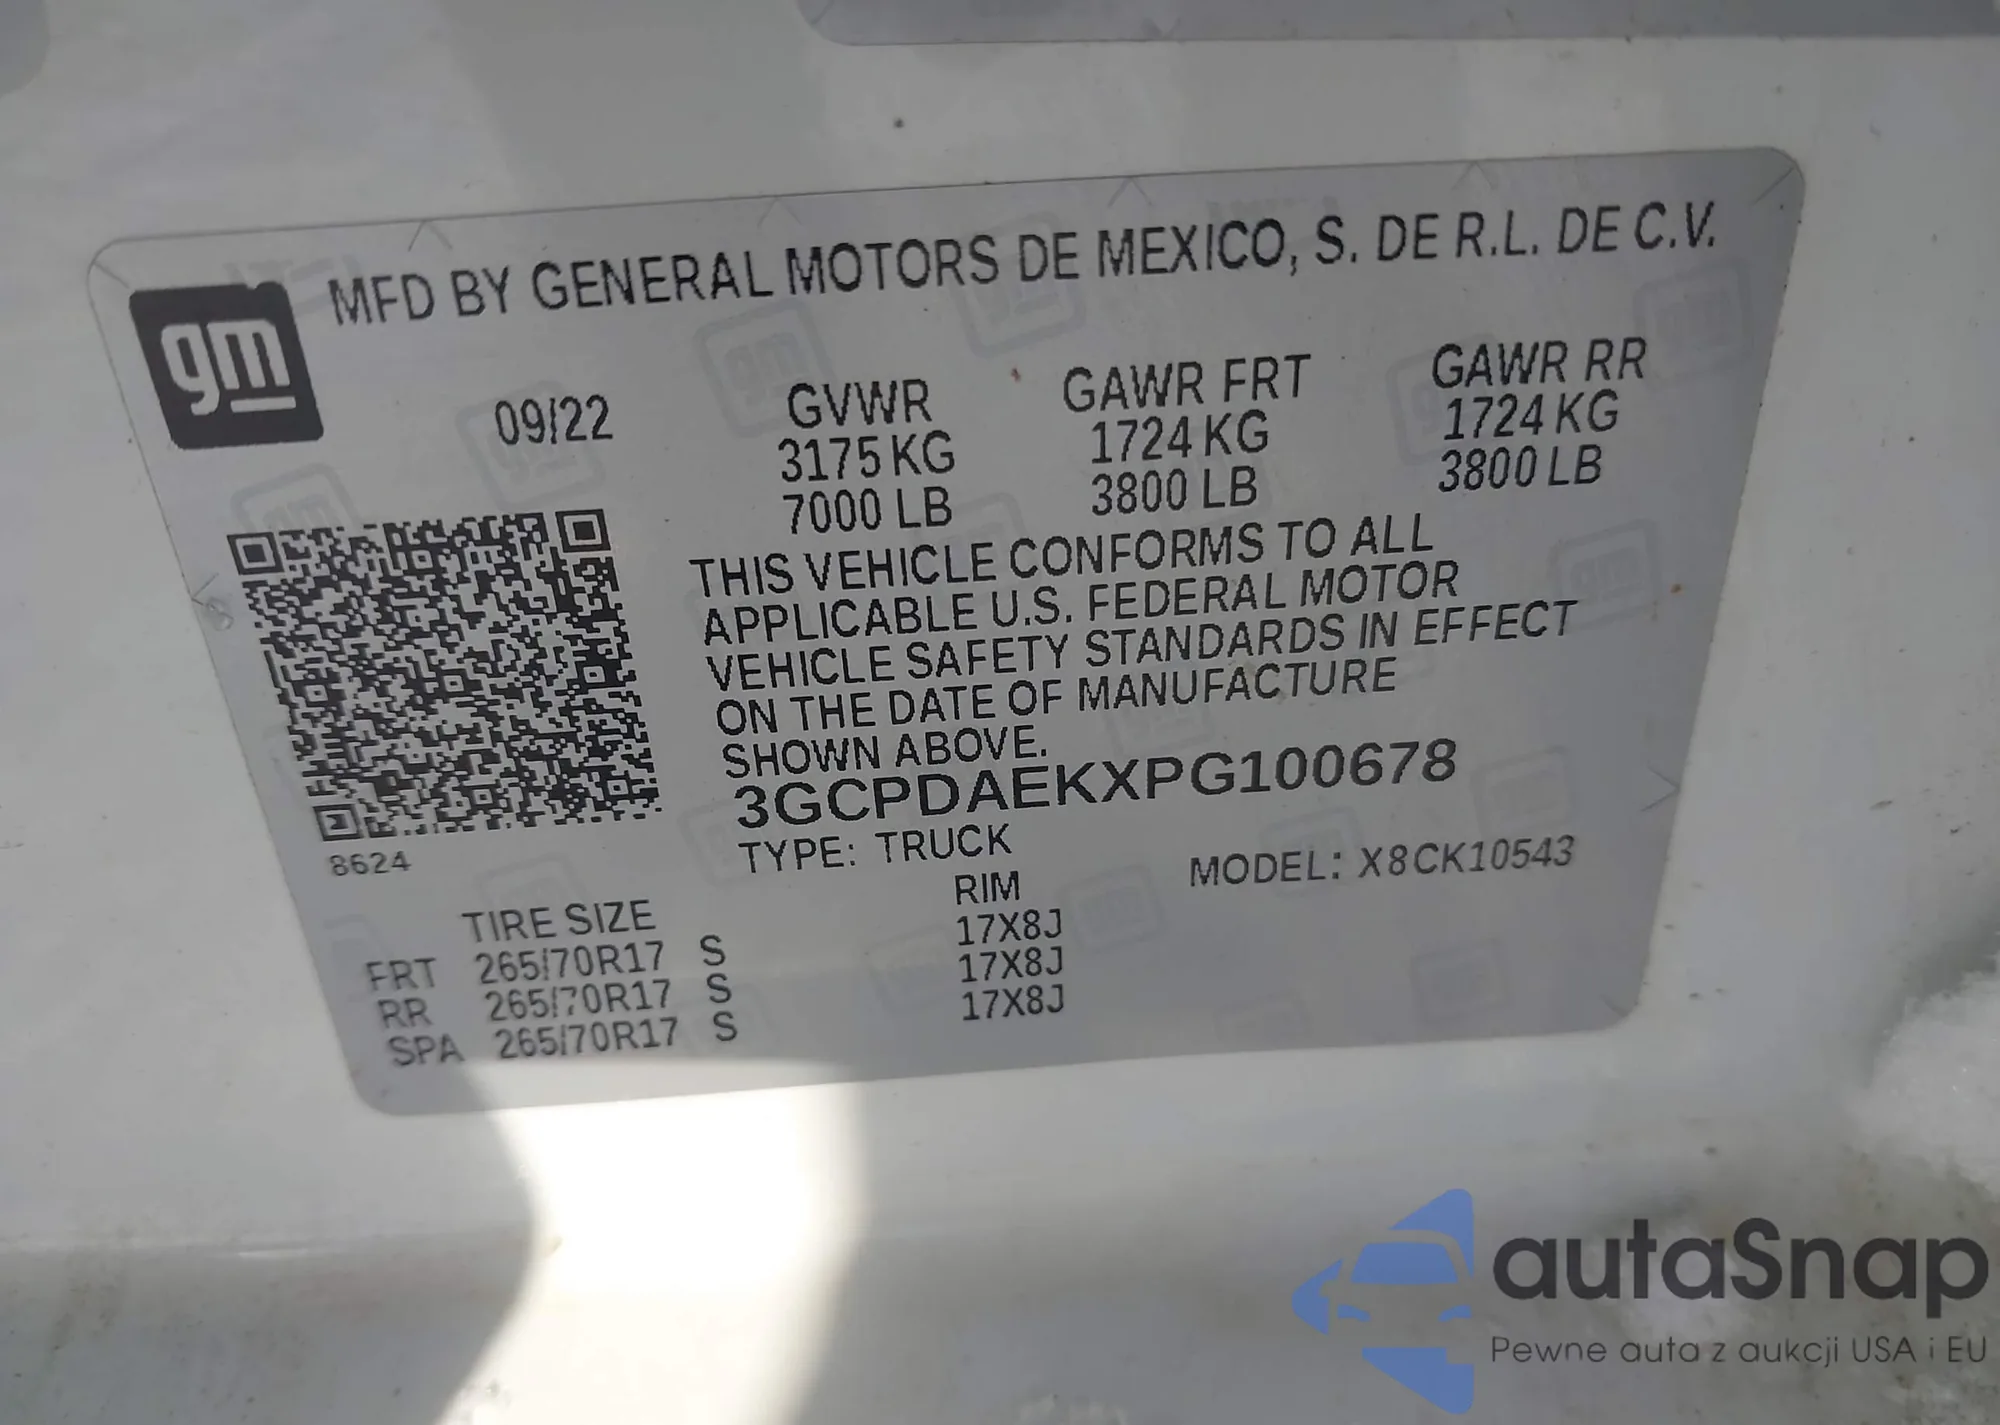 gm
MFD BY GENERAL MOTORS DE MEXICO, S. DE R.L. DE C.V.
09/22
GVWR
3175 KG
7000 LB
GAWR FRT
1724 KG
3800 LB
GAWR RR
1724 KG
3800 LB
THIS VEHICLE CONFORMS TO ALL
APPLICABLE U.S. FEDERAL MOTOR
VEHICLE SAFETY STANDARDS IN EFFECT
ON THE DATE OF MANUFACTURE
SHOWN ABOVE.
3GCPDAEKXPG100678
8624
TYPE: TRUCK
MODEL: X8CK10543
TIRE SIZE RIM
FRT 265/70R17 S 17X8J
RR 265/70R17 S 17X8J
SPA 265/70R17 S 17X8J
autaSnap
Pewne auta z aukcji USA i EU